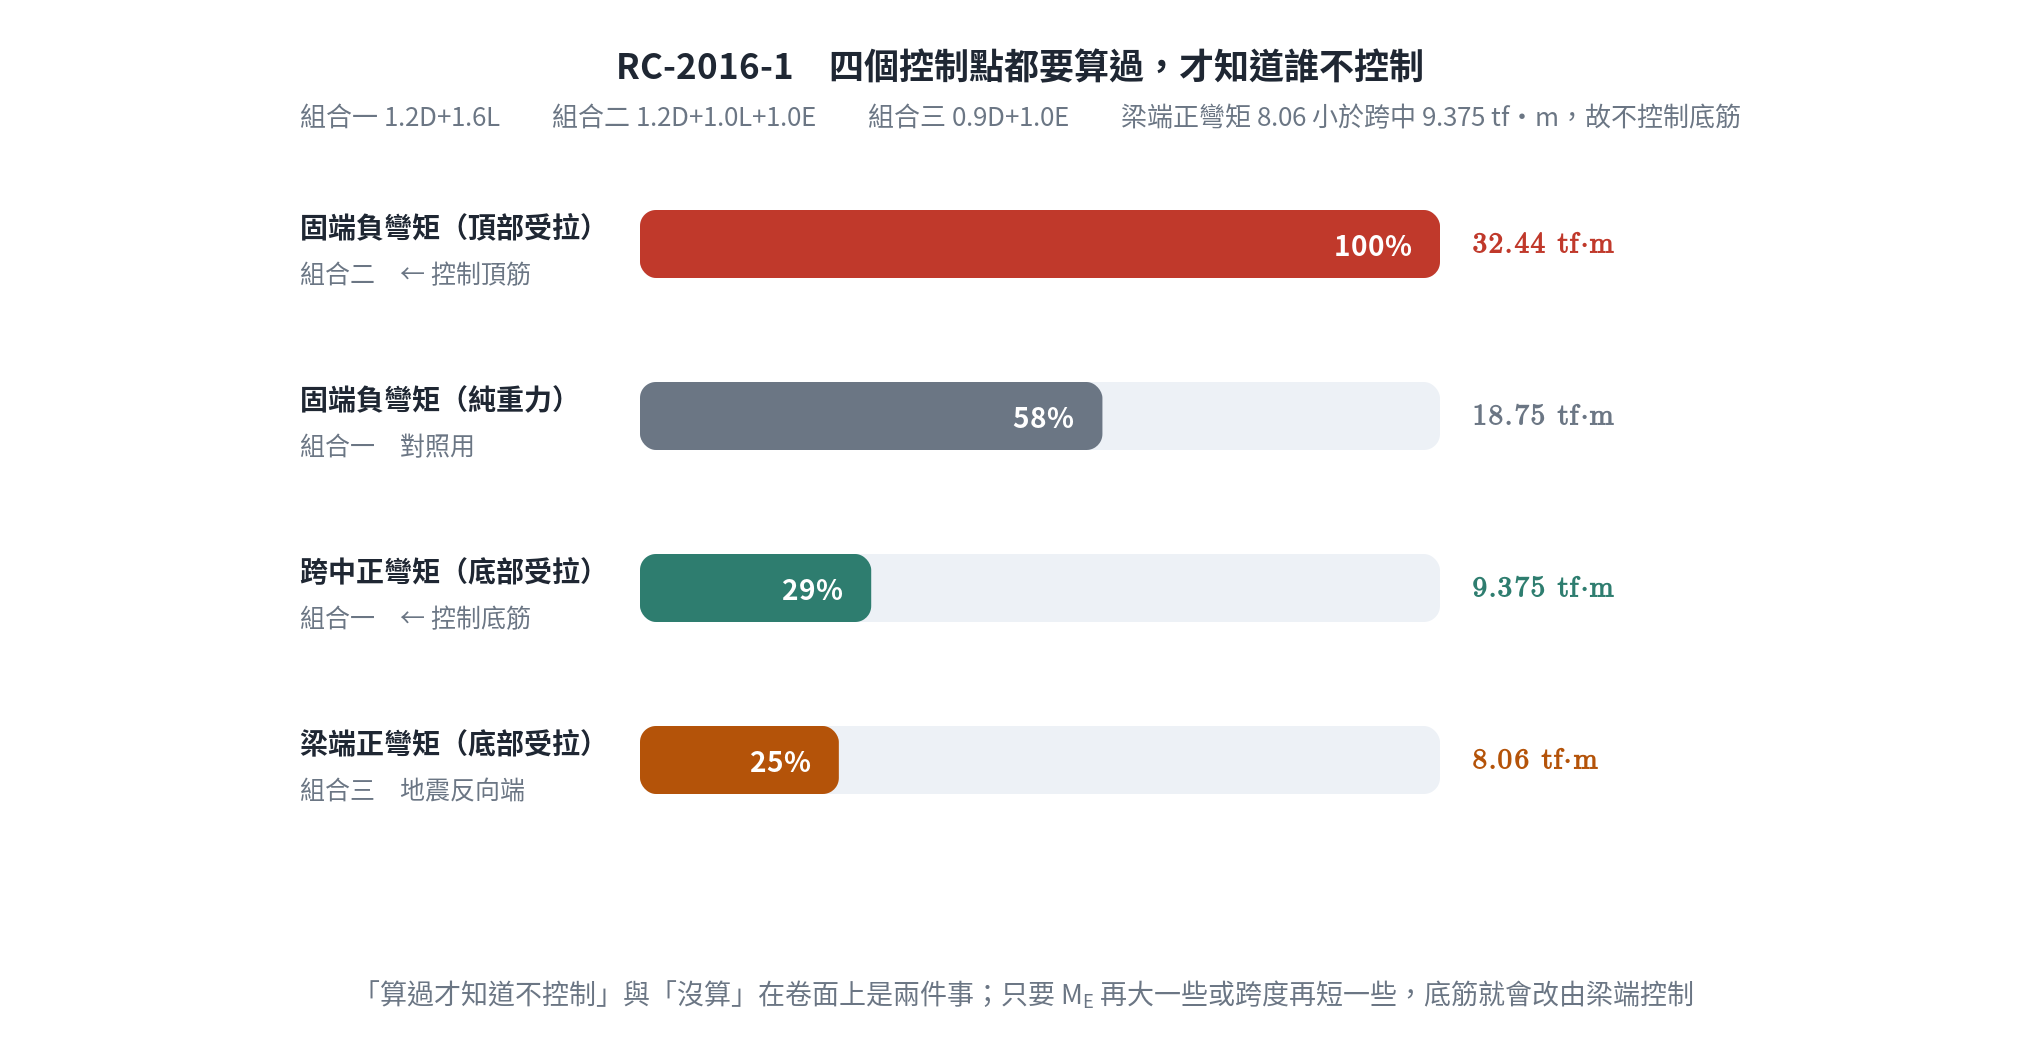 RC-2016-1　四個控制點都要算過，才知道誰不控制
組合一 1.2D+1.6L　　組合二 1.2D+1.0L+1.0E　　組合三 0.9D+1.0E　　梁端正彎矩 8.06 小於跨中 9.375 tf・m，故不控制底筋
固端負彎矩（頂部受拉）
100%
32.44 tf·m
組合二　← 控制頂筋
固端負彎矩（純重力）
58%
18.75 tf·m
組合一　對照用
跨中正彎矩（底部受拉）
29%
9.375 tf·m
組合一　← 控制底筋
梁端正彎矩（底部受拉）
25%
8.06 tf·m
組合三　地震反向端
「算過才知道不控制」與「沒算」在卷面上是兩件事；只要 M_E 再大一些或跨度再短一些，底筋就會改由梁端控制